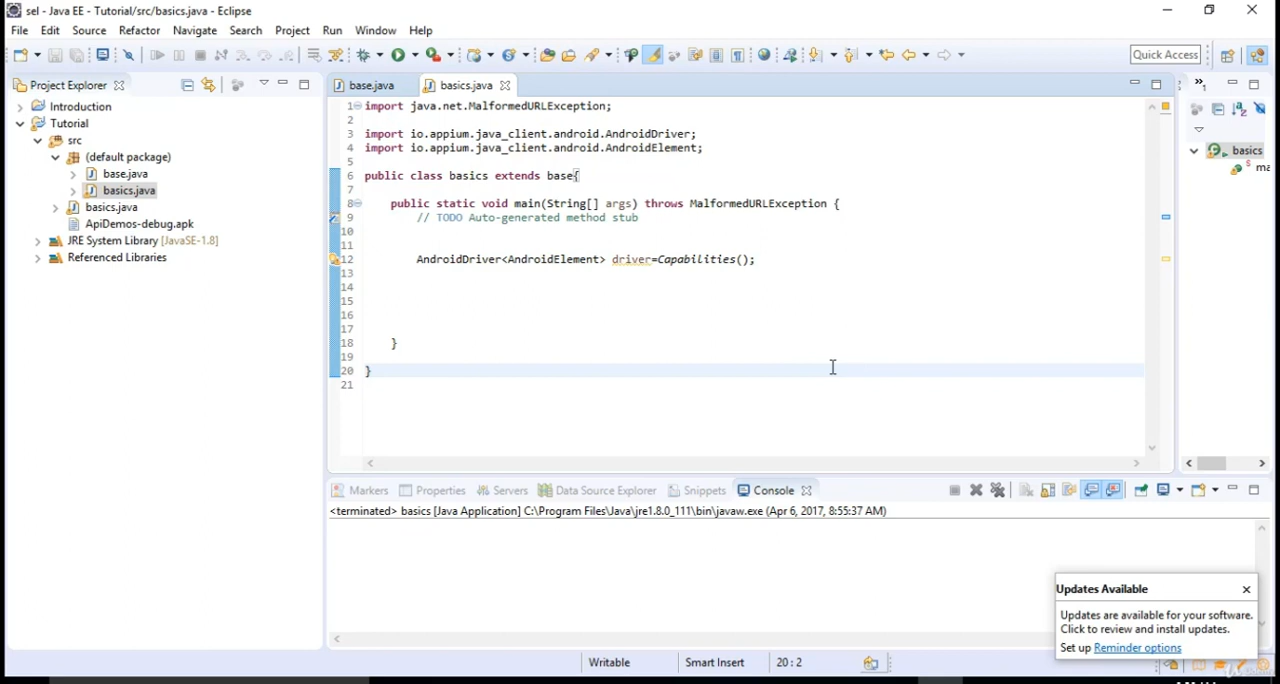 sel - Java EE - Tutorial/src/basics.java - Eclipse
File Edit Source Refactor Navigate Search Project Run Window Help
Quick Access
Project Explorer
Introduction
Tutorial
src
(default package)
base.java
basics.java
basics.java
ApiDemos-debug.apk
JRE System Library [JavaSE-1.8]
Referenced Libraries
base.java basics.java
1 import java.net.MalformedURLException;
2
3 import io.appium.java_client.android.AndroidDriver;
4 import io.appium.java_client.android.AndroidElement;
5
6 public class basics extends base{
7
8 public static void main(String[] args) throws MalformedURLException {
9 // TODO Auto-generated method stub
10
11
12 AndroidDriver<AndroidElement> driver=Capabilities();
13
14
15
16
17
18 }
19
20 }
21
basics
ma
Markers Properties Servers Data Source Explorer Snippets Console
<terminated> basics [Java Application] C:\Program Files\Java\jre1.8.0_111\bin\javaw.exe (Apr 6, 2017, 8:55:37 AM)
Updates Available
Updates are available for your software.
Click to review and install updates.
Set up Reminder options
Writable Smart Insert 20 : 2